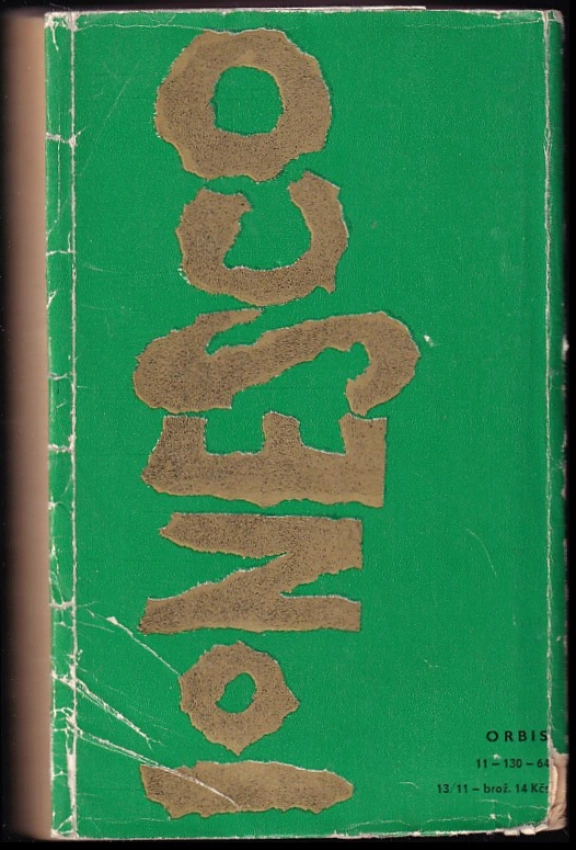 IONESCO
ORBIS
11 – 130 – 64
13/11 – brož. 14 Kčs